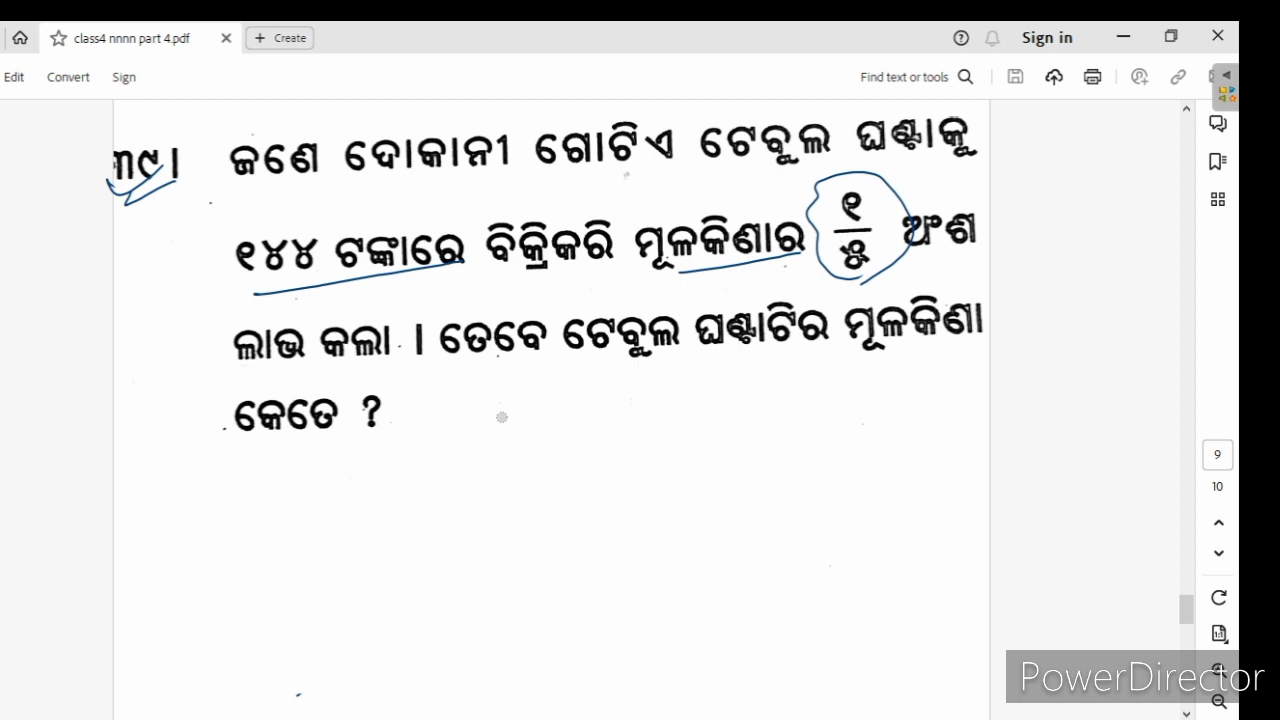 class4 nnnn part 4.pdf
+ Create
Sign in
Edit Convert Sign
Find text or tools
୩୯। ଜଣେ ଦୋକାନୀ ଗୋଟିଏ ଟେବୁଲ ଘଣ୍ଟାକୁ
୧୪୪ ଟଙ୍କାରେ ବିକ୍ରିକରି ମୂଳକିଣାର ୧/୫ ଅଂଶ
ଲାଭ କଲା । ତେବେ ଟେବୁଲ ଘଣ୍ଟାଟିର ମୂଳକିଣା
କେତେ ?
9
10
PowerDirector